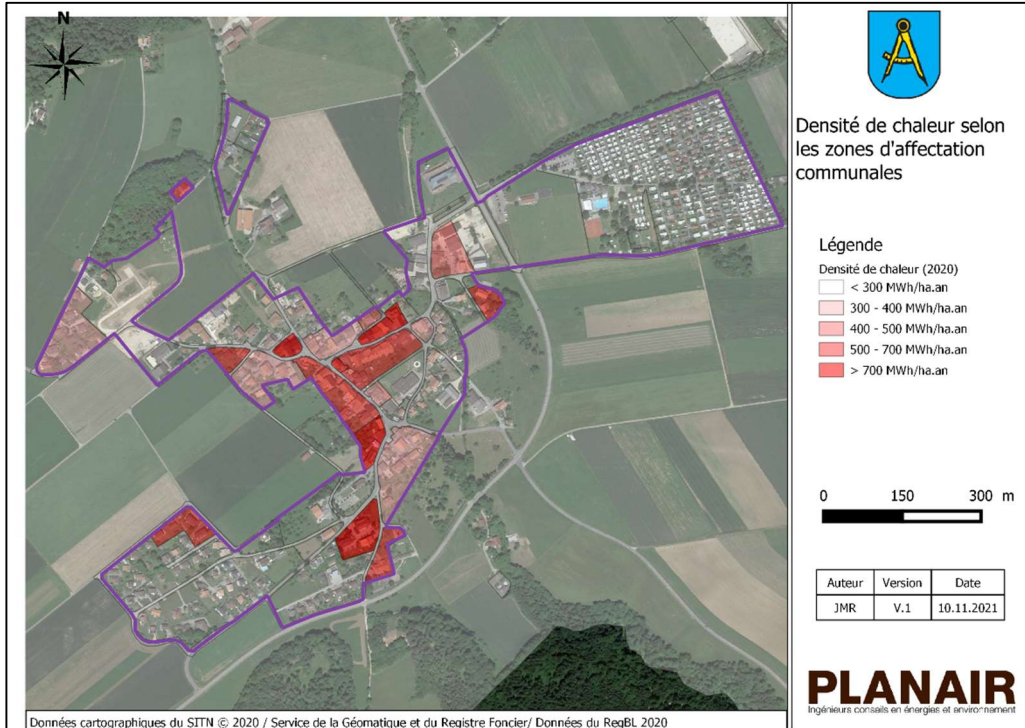 N
Densité de chaleur selon
les zones d'affectation
communales
Légende
Densité de chaleur (2020)
< 300 MWh/ha.an
300 - 400 MWh/ha.an
400 - 500 MWh/ha.an
500 - 700 MWh/ha.an
> 700 MWh/ha.an
0 150 300 m
Auteur Version Date
JMR V.1 10.11.2021
PLANAIR
Ingénieurs conseils en énergies et environnement
Données cartographiques du SITN © 2020 / Service de la Géomatique et du Registre Foncier/ Données du RegBL 2020